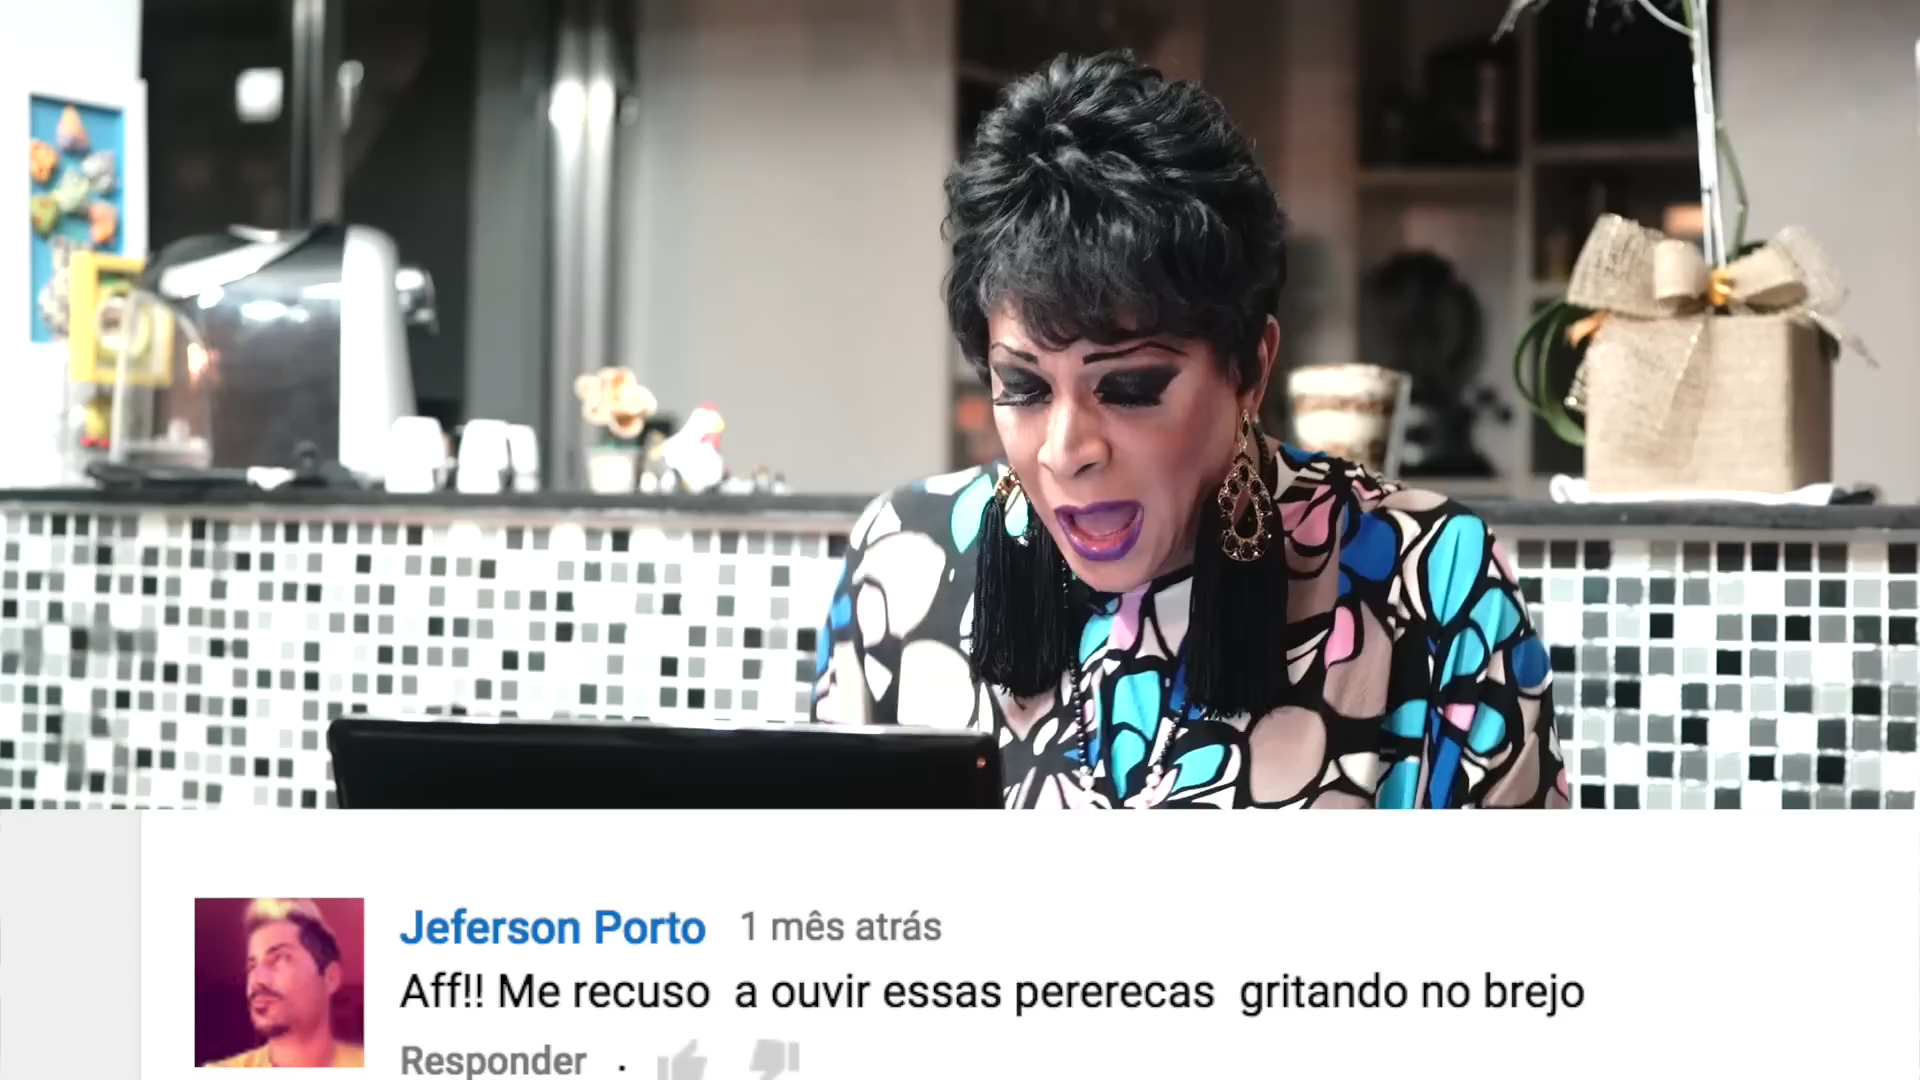 Jeferson Porto 1 mês atrás
Aff!! Me recuso a ouvir essas pererecas gritando no brejo
Responder .